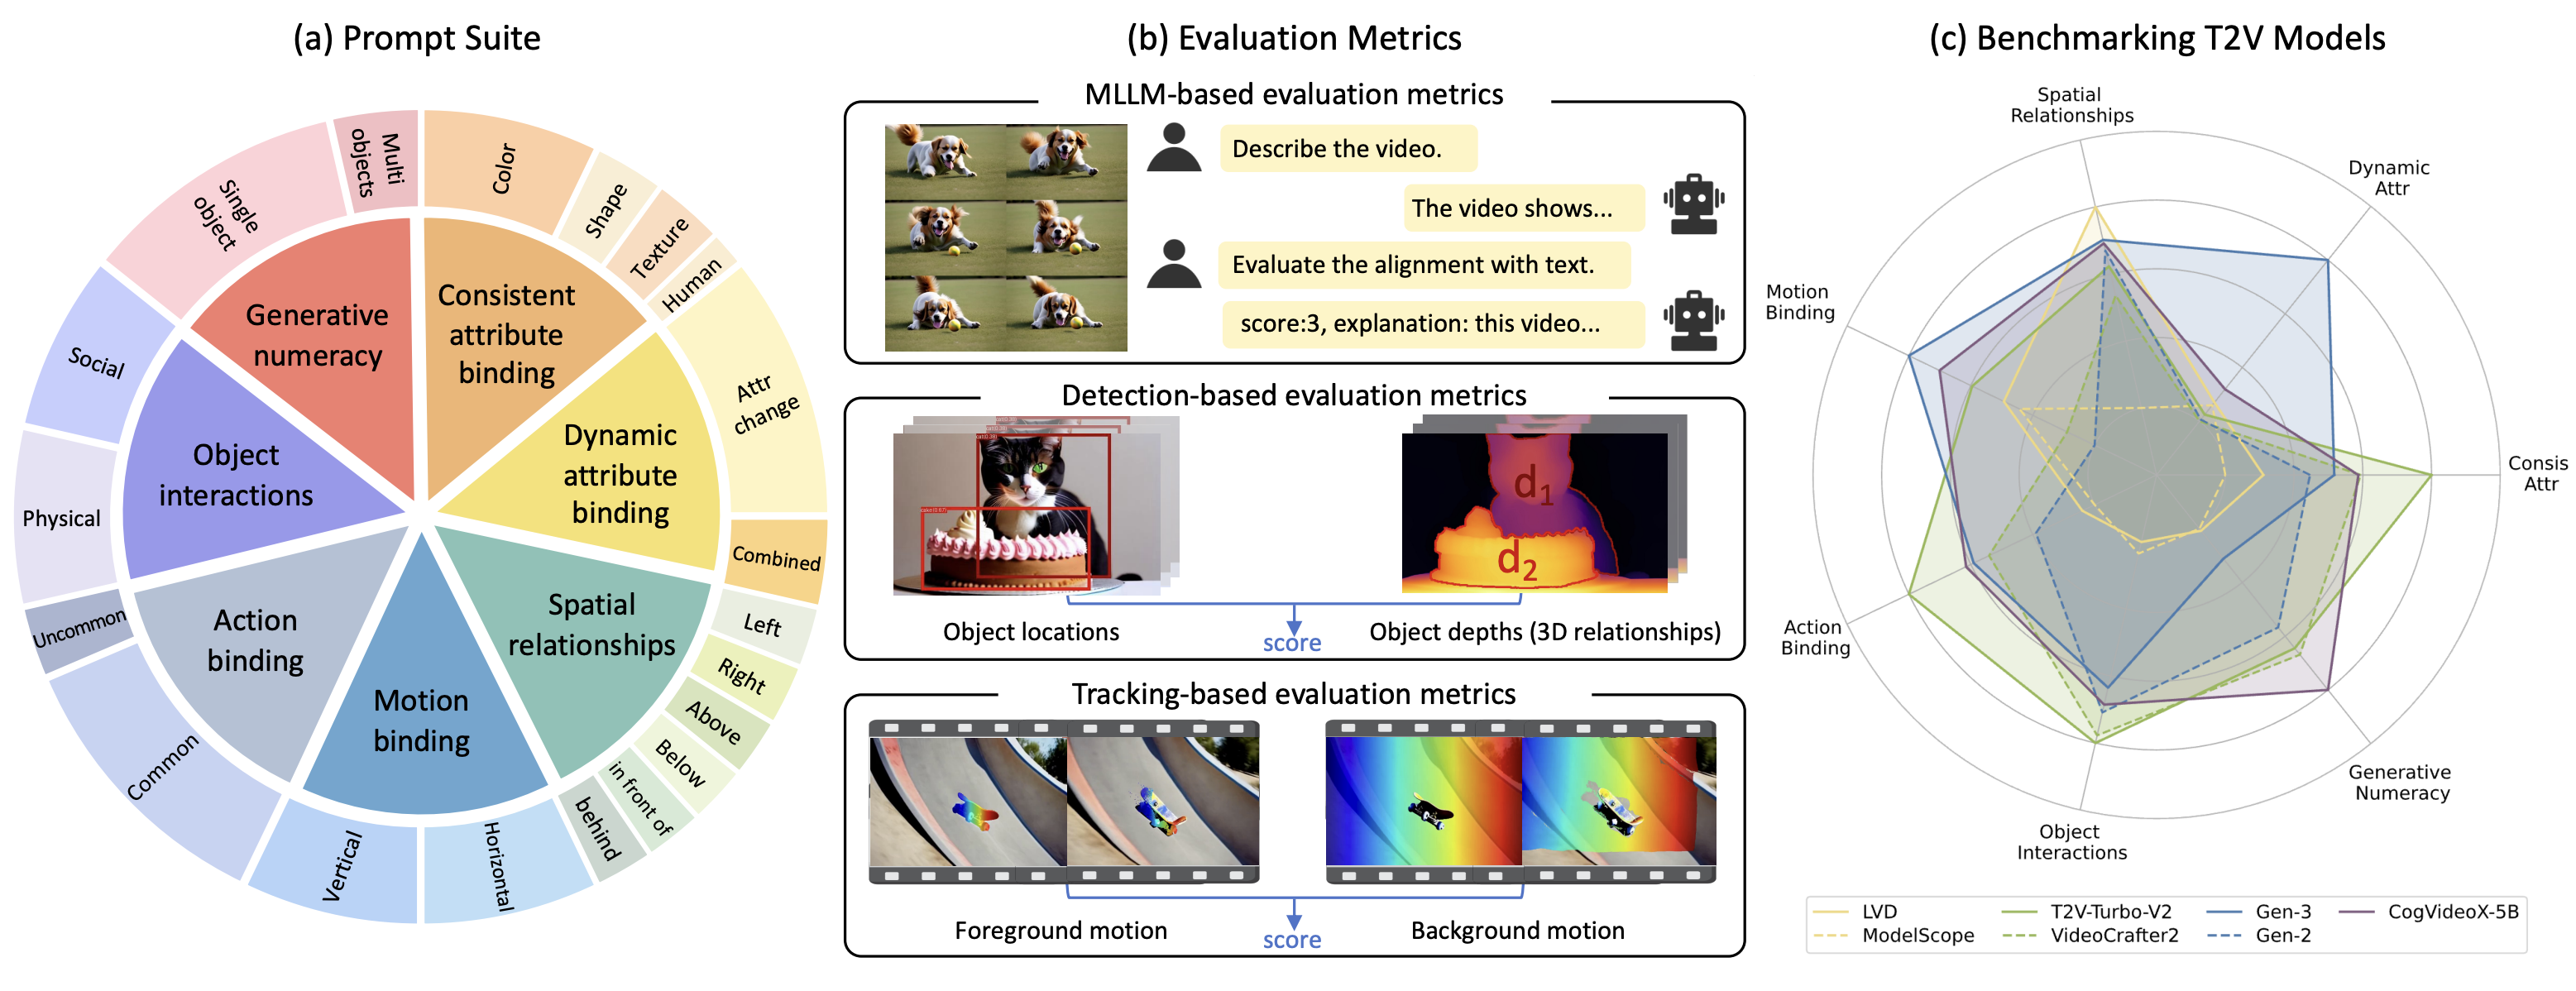 (a) Prompt Suite
Multi
objects
Color
Shape
Texture
Human
Attr
change
Combined
Left
Right
Above
Below
in front of
behind
Horizontal
Vertical
Common
Uncommon
Physical
Social
Single
object
Generative
numeracy
Consistent
attribute
binding
Dynamic
attribute
binding
Spatial
relationships
Motion
binding
Action
binding
Object
interactions
(b) Evaluation Metrics
MLLM-based evaluation metrics
Describe the video.
The video shows...
Evaluate the alignment with text.
score:3, explanation: this video...
Detection-based evaluation metrics
d1
d2
Object locations
score
Object depths (3D relationships)
Tracking-based evaluation metrics
Foreground motion
score
Background motion
(c) Benchmarking T2V Models
Spatial
Relationships
Dynamic
Attr
Motion
Binding
Consis
Attr
Action
Binding
Generative
Numeracy
Object
Interactions
LVD
ModelScope
T2V-Turbo-V2
VideoCrafter2
Gen-3
Gen-2
CogVideoX-5B